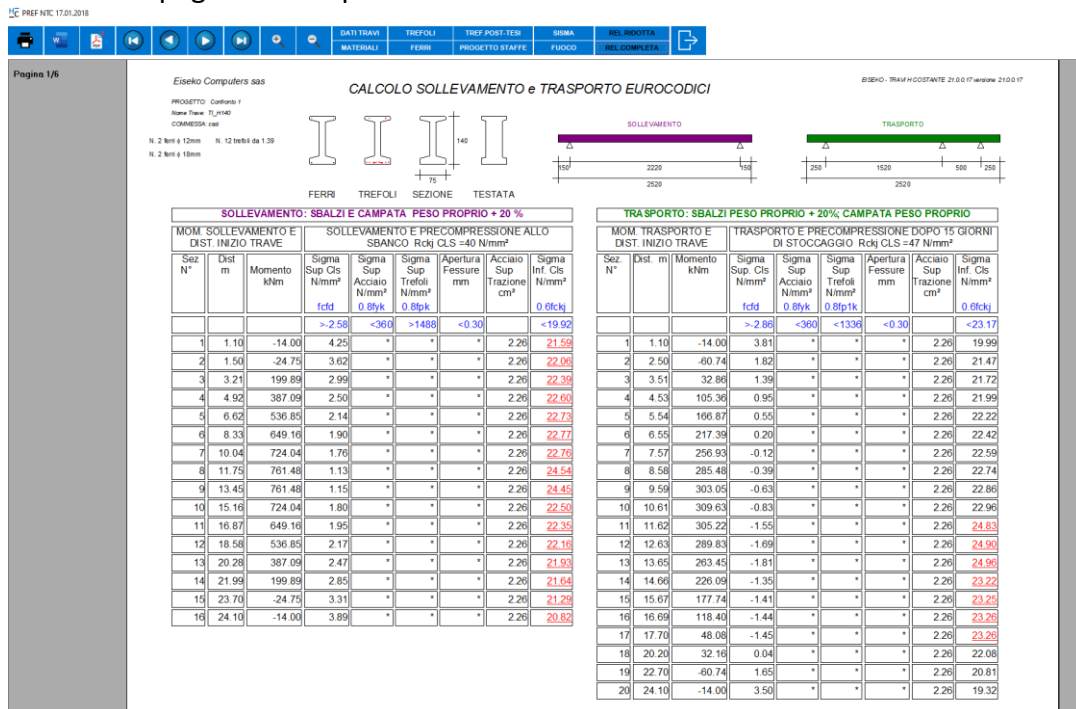 PREF NTC 17.01.2018
DATI TRAVI TREFOLI TREF.POST-TESI SISMA REL.RIDOTTA
MATERIALI FERRI PROGETTO STAFFE FUOCO REL.COMPLETA
Pagina 1/6
Eiseko Computers sas
CALCOLO SOLLEVAMENTO e TRASPORTO EUROCODICI
EISEKO - TRAVI H COSTANTE 21.0.0.17 versione 21.0.0.17
PROGETTO: Confronto 1
Nome Trave: TI_H140
COMMESSA: casi
N. 2 ferri ϕ 12mm N. 12 trefoli da 1.39
N. 2 ferri ϕ 18mm
140
75
FERRI TREFOLI SEZIONE TESTATA
SOLLEVAMENTO
150 2220 150
2520
TRASPORTO
250 1520 500 250
2520
SOLLEVAMENTO: SBALZI E CAMPATA PESO PROPRIO + 20 %
MOM. SOLLEVAMENTO E DIST. INIZIO TRAVE
SOLLEVAMENTO E PRECOMPRESSIONE ALLO SBANCO Rckj CLS =40 N/mm²
Sez N° Dist m Momento kNm Sigma Sup Cls N/mm² Sigma Sup Acciaio N/mm² Sigma Sup Trefoli N/mm² Apertura Fessure mm Acciaio Sup Trazione cm² Sigma Inf. Cls N/mm²
fcfd 0.8fyk 0.8fpk 0.6fckj
>-2.58 <360 >1488 <0.30 <19.92
1 1.10 -14.00 4.25 * * * 2.26 21.59
2 1.50 -24.75 3.62 * * * 2.26 22.06
3 3.21 199.89 2.99 * * * 2.26 22.39
4 4.92 387.09 2.50 * * * 2.26 22.60
5 6.62 536.85 2.14 * * * 2.26 22.73
6 8.33 649.16 1.90 * * * 2.26 22.77
7 10.04 724.04 1.76 * * * 2.26 22.76
8 11.75 761.48 1.13 * * * 2.26 24.54
9 13.45 761.48 1.15 * * * 2.26 24.45
10 15.16 724.04 1.80 * * * 2.26 22.50
11 16.87 649.16 1.95 * * * 2.26 22.35
12 18.58 536.85 2.17 * * * 2.26 22.16
13 20.28 387.09 2.47 * * * 2.26 21.93
14 21.99 199.89 2.85 * * * 2.26 21.64
15 23.70 -24.75 3.31 * * * 2.26 21.29
16 24.10 -14.00 3.89 * * * 2.26 20.82
TRASPORTO: SBALZI PESO PROPRIO + 20%; CAMPATA PESO PROPRIO
MOM. TRASPORTO E DIST. INIZIO TRAVE
TRASPORTO E PRECOMPRESSIONE DOPO 15 GIORNI DI STOCCAGGIO Rckj CLS =47 N/mm²
Sez. N° Dist. m Momento kNm Sigma Sup. Cls N/mm² Sigma Sup Acciaio N/mm² Sigma Sup Trefoli N/mm² Apertura Fessure mm Acciaio Sup Trazione cm² Sigma Inf. Cls N/mm²
fcfd 0.8fyk 0.8fp1k 0.6fckj
>-2.86 <360 <1336 <0.30 <23.17
1 1.10 -14.00 3.81 * * * 2.26 19.99
2 2.50 -60.74 1.82 * * * 2.26 21.47
3 3.51 32.86 1.39 * * * 2.26 21.72
4 4.53 105.36 0.95 * * * 2.26 21.99
5 5.54 166.87 0.55 * * * 2.26 22.22
6 6.55 217.39 0.20 * * * 2.26 22.42
7 7.57 256.93 -0.12 * * * 2.26 22.59
8 8.58 285.48 -0.39 * * * 2.26 22.74
9 9.59 303.05 -0.63 * * * 2.26 22.86
10 10.61 309.63 -0.83 * * * 2.26 22.96
11 11.62 305.22 -1.55 * * * 2.26 24.83
12 12.63 289.83 -1.69 * * * 2.26 24.90
13 13.65 263.45 -1.81 * * * 2.26 24.96
14 14.66 226.09 -1.35 * * * 2.26 23.22
15 15.67 177.74 -1.41 * * * 2.26 23.25
16 16.69 118.40 -1.44 * * * 2.26 23.26
17 17.70 48.08 -1.45 * * * 2.26 23.26
18 20.20 32.16 0.04 * * * 2.26 22.08
19 22.70 -60.74 1.65 * * * 2.26 20.81
20 24.10 -14.00 3.50 * * * 2.26 19.32